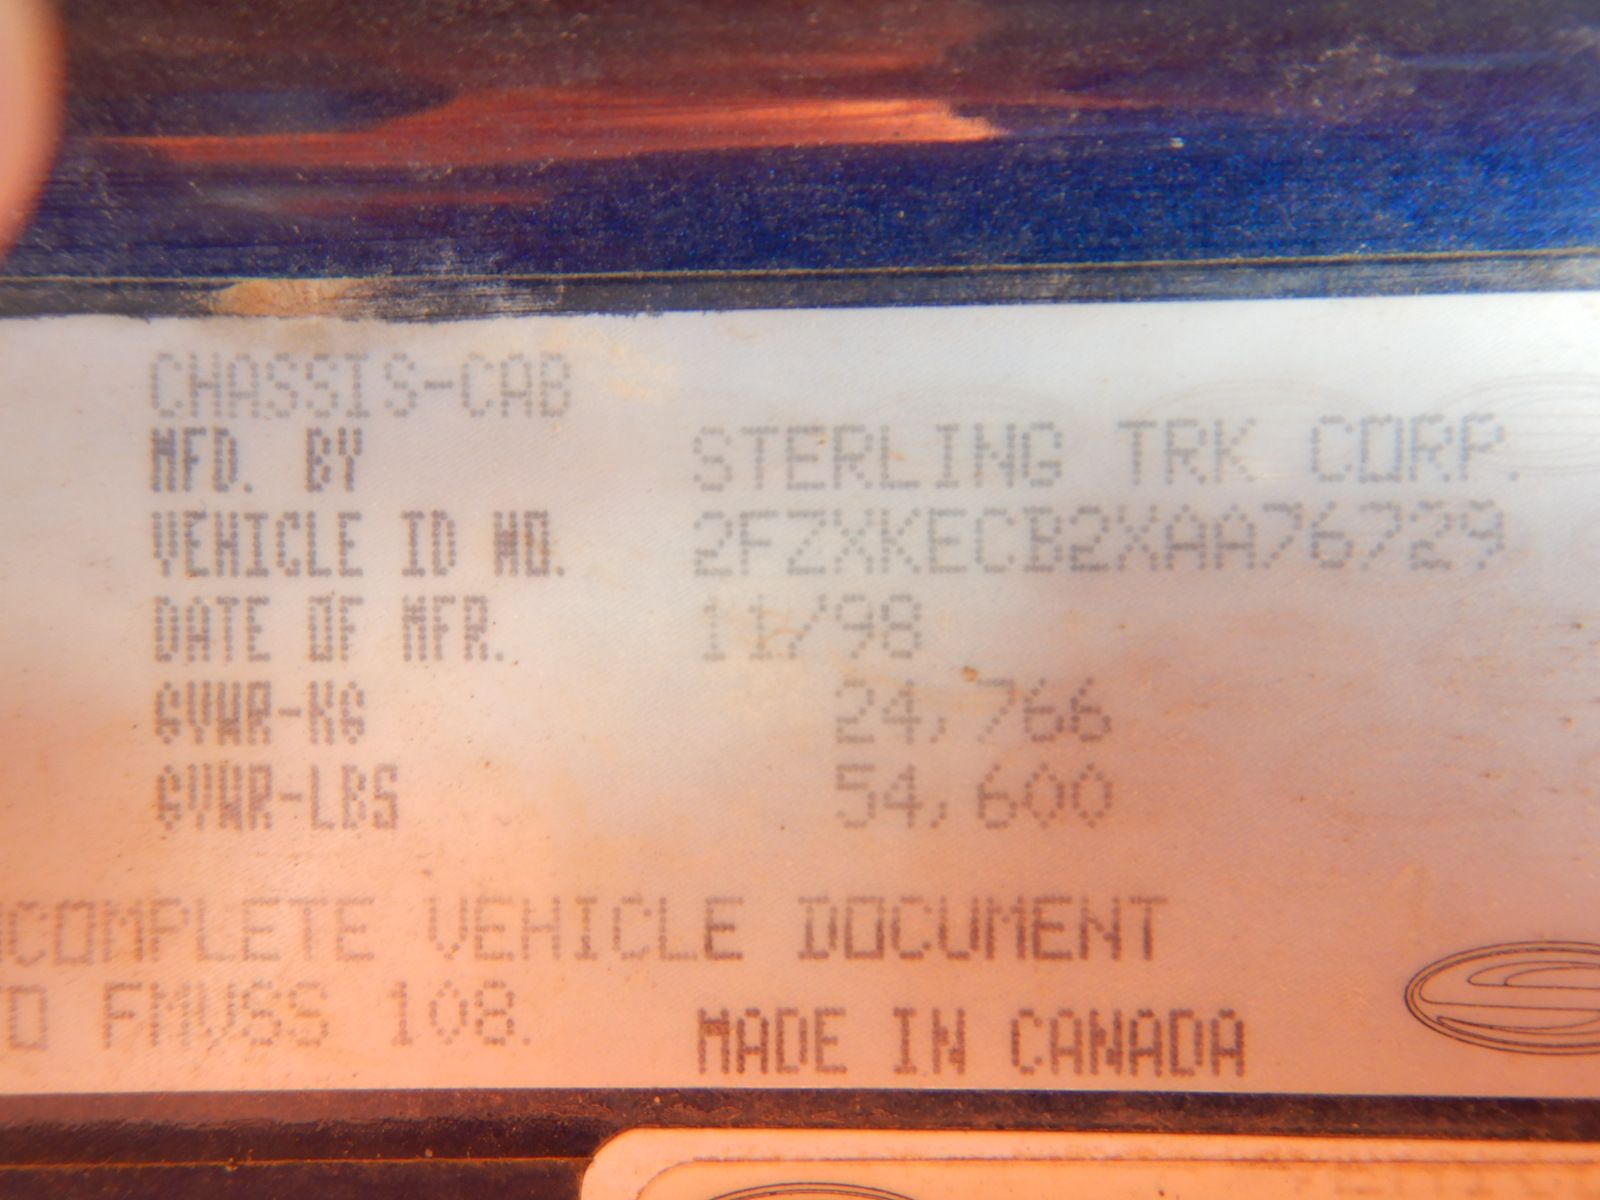 CHASSIS-CAB
MFD. BY STERLING TRK CORP.
VEHICLE ID NO. 2FZXKECB2XAA76729
DATE OF MFR. 11/98
GVWR-KG 24,766
GVWR-LBS 54,600
COMPLETE VEHICLE DOCUMENT
FMVSS 108.
MADE IN CANADA